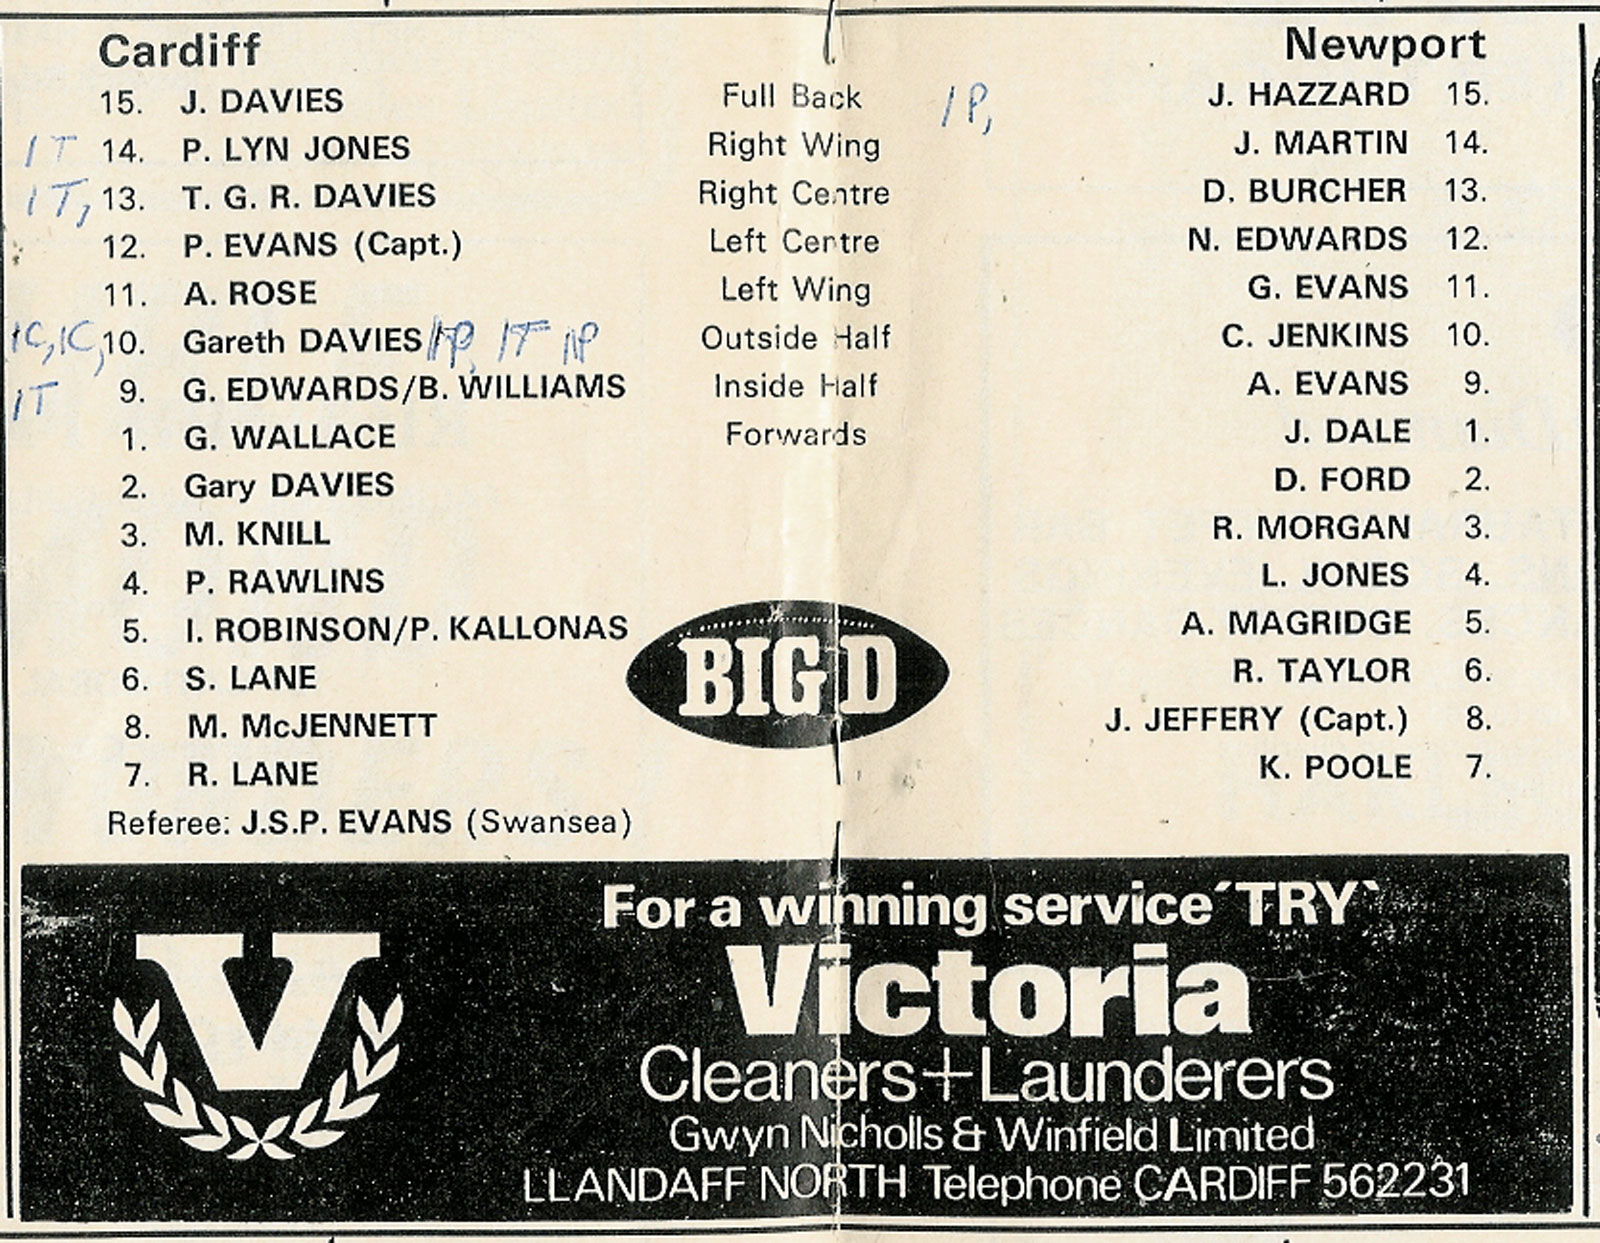 Cardiff Newport
15. J. DAVIES Full Back 1P, J. HAZZARD 15.
1T 14. P. LYN JONES Right Wing J. MARTIN 14.
1T, 13. T. G. R. DAVIES Right Centre D. BURCHER 13.
12. P. EVANS (Capt.) Left Centre N. EDWARDS 12.
11. A. ROSE Left Wing G. EVANS 11.
1C,1C, 10. Gareth DAVIES Outside Half C. JENKINS 10.
1T 9. G. EDWARDS/B. WILLIAMS Inside Half A. EVANS 9.
1. G. WALLACE Forwards J. DALE 1.
2. Gary DAVIES D. FORD 2.
3. M. KNILL R. MORGAN 3.
4. P. RAWLINS L. JONES 4.
5. I. ROBINSON/P. KALLONAS A. MAGRIDGE 5.
6. S. LANE R. TAYLOR 6.
8. M. McJENNETT J. JEFFERY (Capt.) 8.
7. R. LANE K. POOLE 7.
BIG D
Referee: J.S.P. EVANS (Swansea)
For a winning service ´TRY`
V
Victoria
Cleaners+Launderers
Gwyn Nicholls & Winfield Limited
LLANDAFF NORTH Telephone CARDIFF 562231